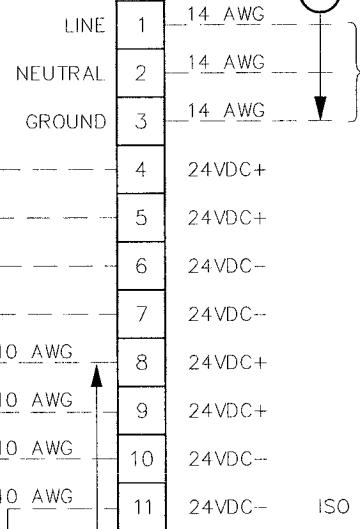 LINE 1 14 AWG
NEUTRAL 2 14 AWG
GROUND 3 14 AWG
4 24VDC+
5 24VDC+
6 24VDC-
7 24VDC-
10 AWG 8 24VDC+
10 AWG 9 24VDC+
10 AWG 10 24VDC-
10 AWG 11 24VDC- ISO